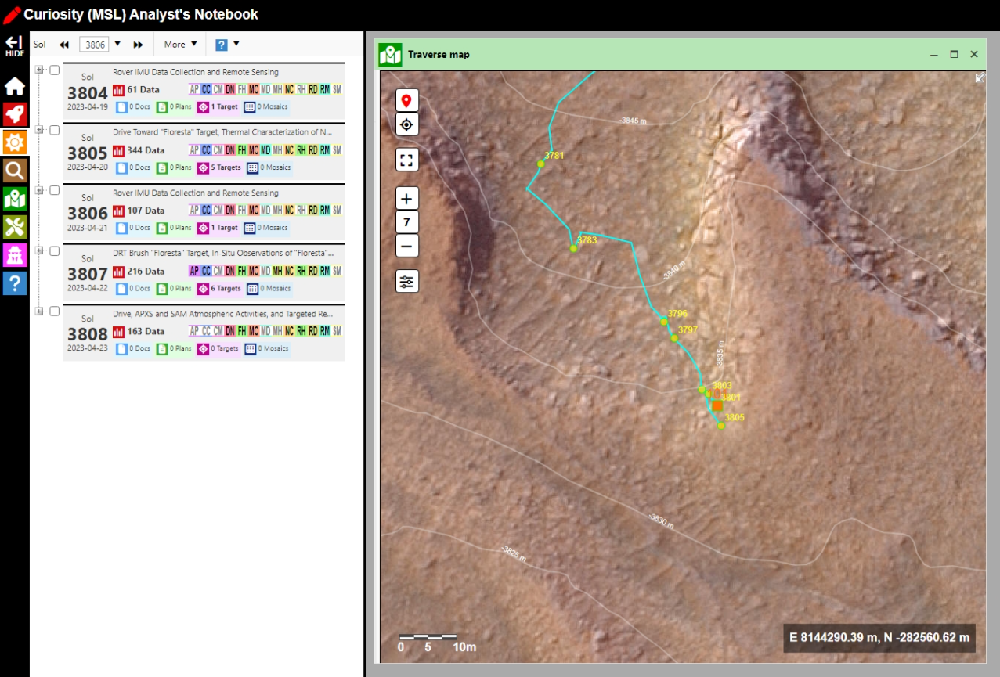 Curiosity (MSL) Analyst's Notebook
HIDE
Sol 3806 More ?
Sol
3804
2023-04-19
Rover IMU Data Collection and Remote Sensing
61 Data AP CC CM DN FH MC MD MH NC RH RD RM SM
0 Docs 0 Plans 1 Target 0 Mosaics
Sol
3805
2023-04-20
Drive Toward "Floresta" Target, Thermal Characterization of N...
344 Data AP CC CM DN FH MC MD MH NC RH RD RM SM
0 Docs 0 Plans 5 Targets 0 Mosaics
Sol
3806
2023-04-21
Rover IMU Data Collection and Remote Sensing
107 Data AP CC CM DN FH MC MD MH NC RH RD RM SM
0 Docs 0 Plans 1 Target 0 Mosaics
Sol
3807
2023-04-22
DRT Brush "Floresta" Target, In-Situ Observations of "Floresta"...
216 Data AP CC CM DN FH MC MD MH NC RH RD RM SM
0 Docs 0 Plans 6 Targets 0 Mosaics
Sol
3808
2023-04-23
Drive, APXS and SAM Atmospheric Activities, and Targeted Re...
163 Data AP CC CM DN FH MC MD MH NC RH RD RM SM
0 Docs 0 Plans 0 Targets 0 Mosaics
?
Traverse map
+
7
−
-3845 m
3781
3783
-3840 m
3796
3797
-3835 m
3803
3801
3805
-3830 m
-3825 m
0 5 10m
E 8144290.39 m, N -282560.62 m